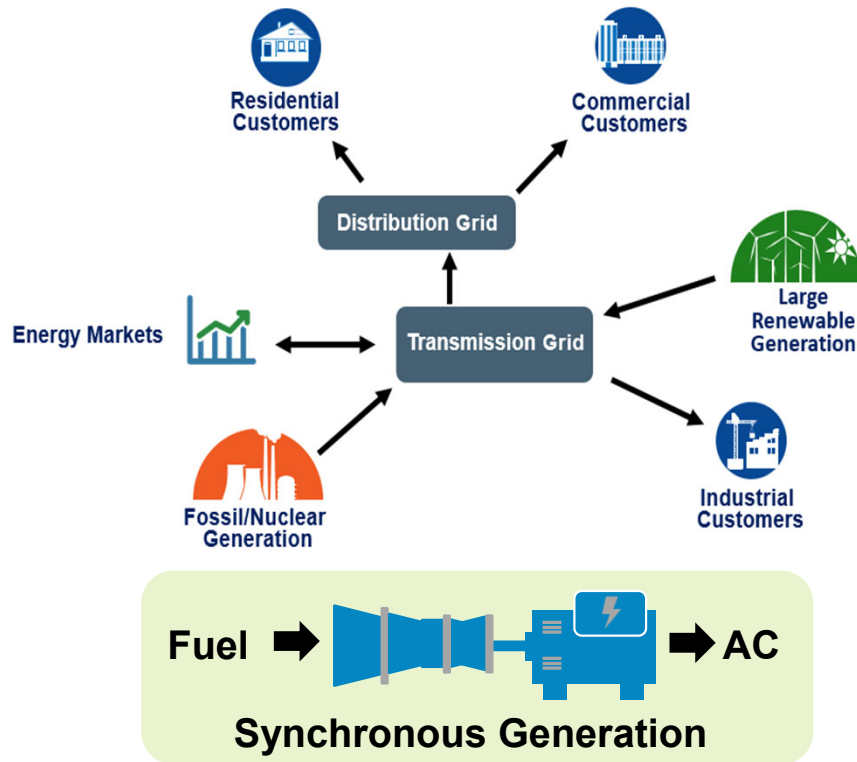 Residential
Customers
Commercial
Customers
Distribution Grid
Large
Renewable
Generation
Energy Markets
Transmission Grid
Fossil/Nuclear
Generation
Industrial
Customers
Fuel
AC
Synchronous Generation